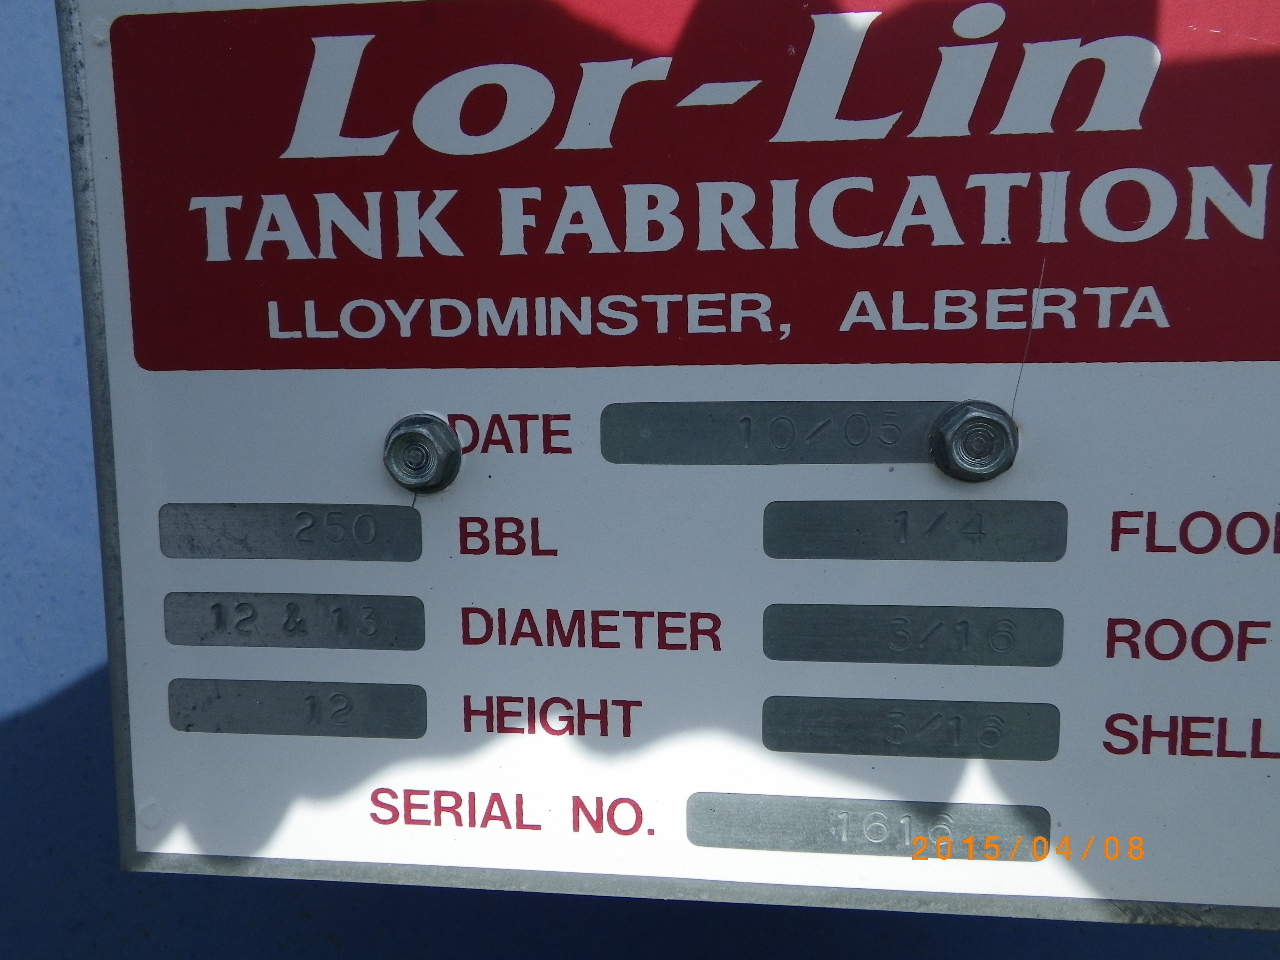 Lor-Lin
TANK FABRICATION
LLOYDMINSTER, ALBERTA
DATE 10/05
250 BBL 1/4
12 & 13 DIAMETER 3/16 ROOF
12 HEIGHT 3/16 SHELL
SERIAL NO. 1616
2015/04/08